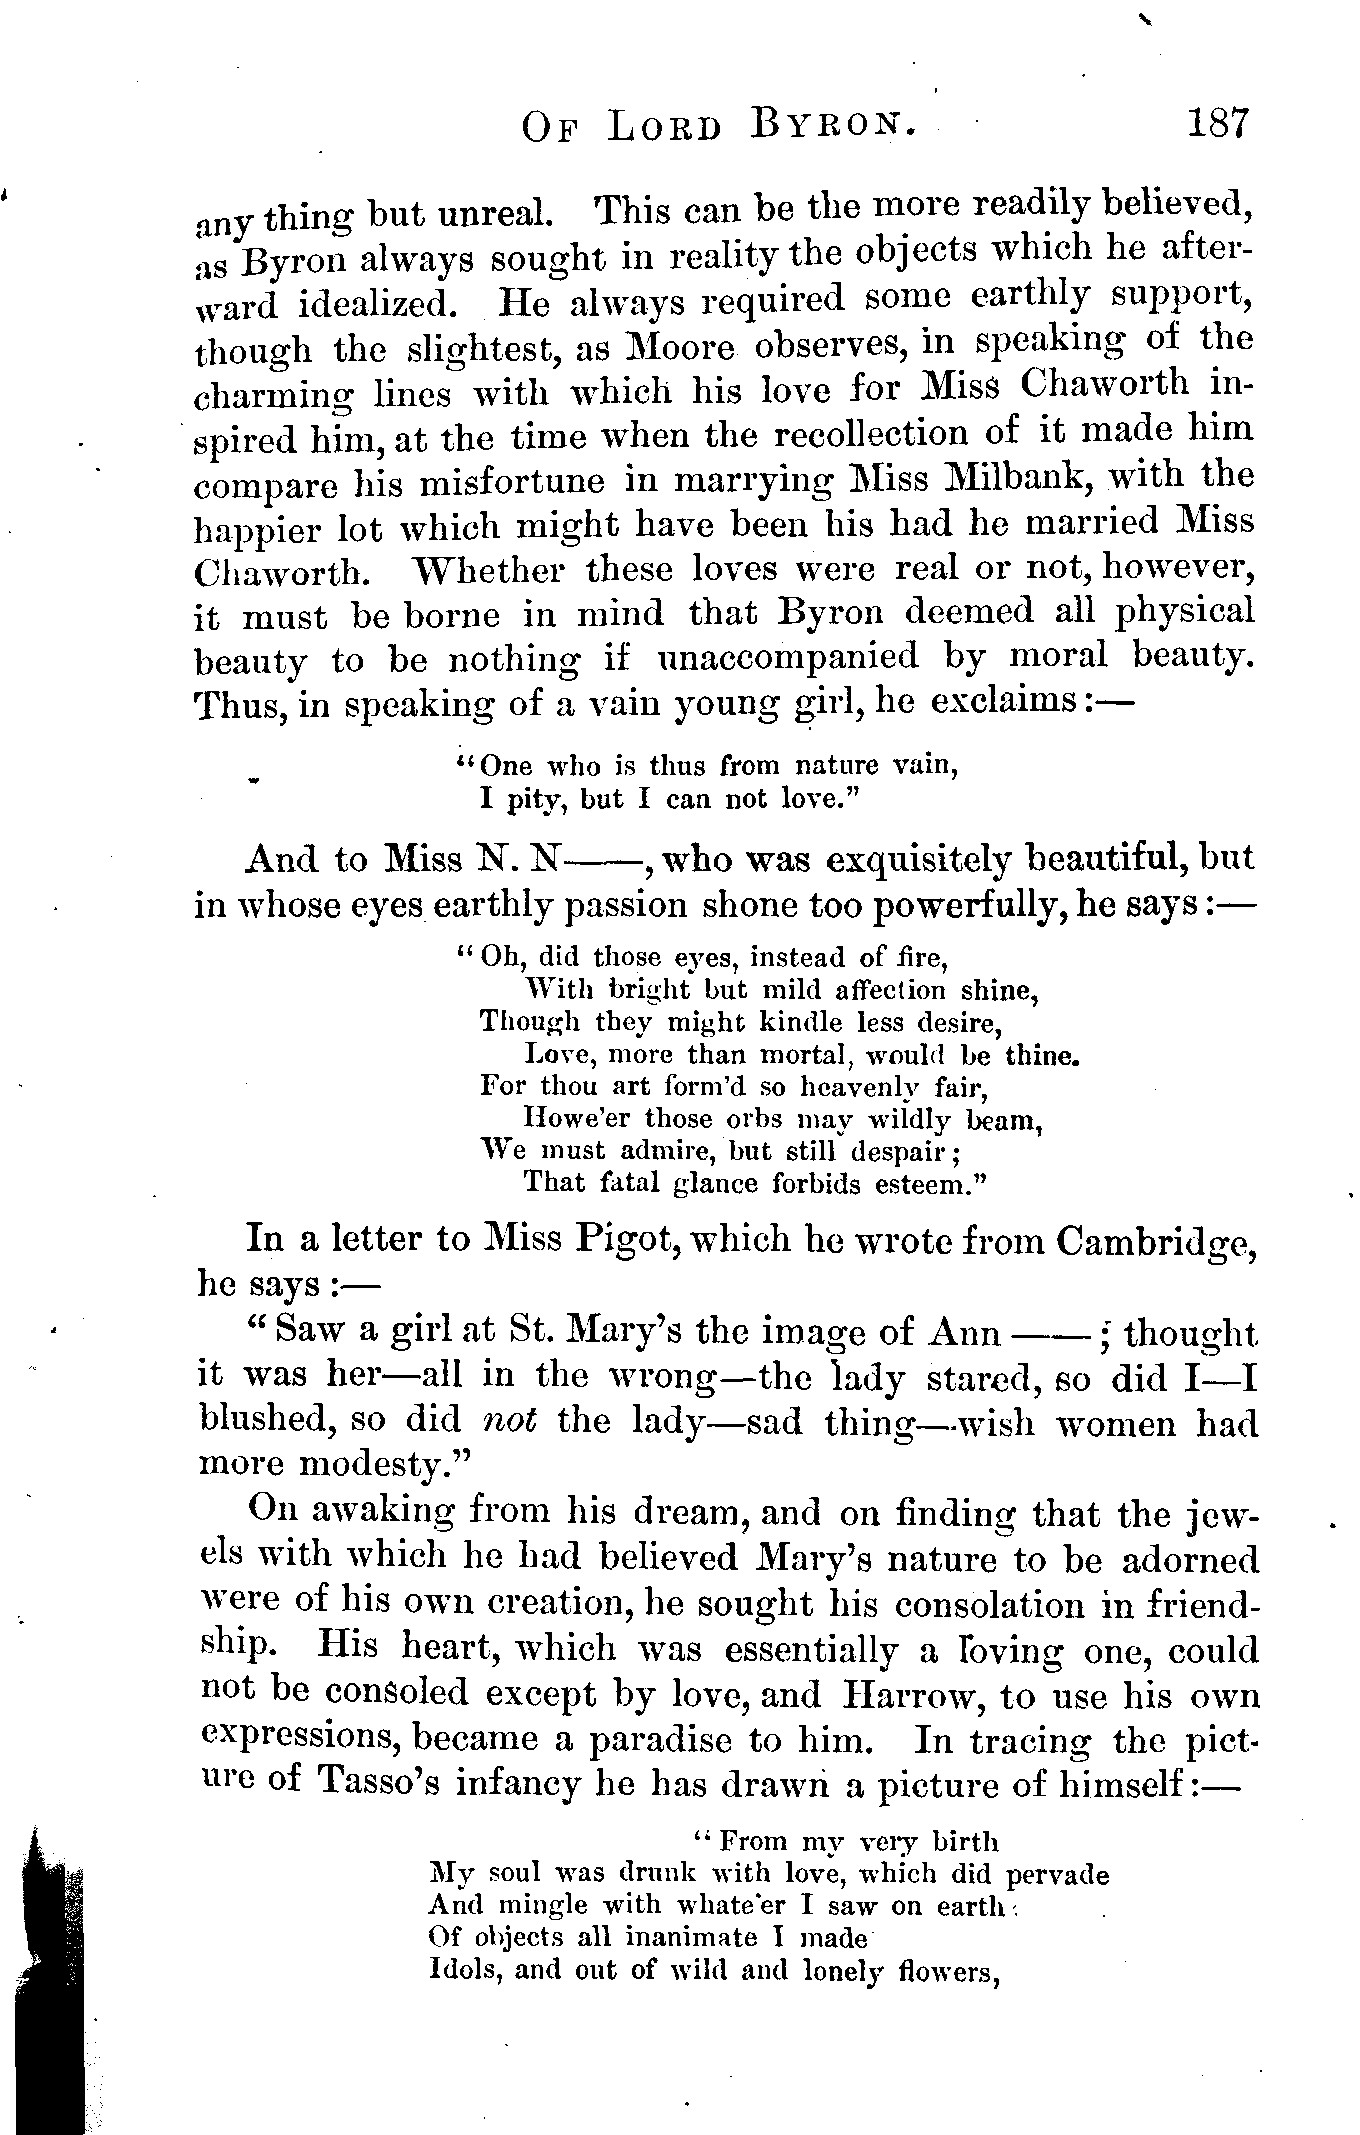 OF LORD BYRON. 187
any thing but unreal. This can be the more readily believed,
as Byron always sought in reality the objects which he after-
ward idealized. He always required some earthly support,
though the slightest, as Moore observes, in speaking of the
charming lines with which his love for Miss Chaworth in-
spired him, at the time when the recollection of it made him
compare his misfortune in marrying Miss Milbank, with the
happier lot which might have been his had he married Miss
Chaworth. Whether these loves were real or not, however,
it must be borne in mind that Byron deemed all physical
beauty to be nothing if unaccompanied by moral beauty.
Thus, in speaking of a vain young girl, he exclaims:—
"One who is thus from nature vain,
I pity, but I can not love."
And to Miss N. N——, who was exquisitely beautiful, but
in whose eyes earthly passion shone too powerfully, he says:—
"Oh, did those eyes, instead of fire,
With bright but mild affection shine,
Though they might kindle less desire,
Love, more than mortal, would be thine.
For thou art form'd so heavenly fair,
Howe'er those orbs may wildly beam,
We must admire, but still despair;
That fatal glance forbids esteem."
In a letter to Miss Pigot, which he wrote from Cambridge,
he says:—
"Saw a girl at St. Mary's the image of Ann ——; thought
it was her—all in the wrong—the lady stared, so did I—I
blushed, so did not the lady—sad thing—wish women had
more modesty."
On awaking from his dream, and on finding that the jew-
els with which he had believed Mary's nature to be adorned
were of his own creation, he sought his consolation in friend-
ship. His heart, which was essentially a loving one, could
not be consoled except by love, and Harrow, to use his own
expressions, became a paradise to him. In tracing the pict-
ure of Tasso's infancy he has drawn a picture of himself:—
"From my very birth
My soul was drunk with love, which did pervade
And mingle with whate'er I saw on earth:
Of objects all inanimate I made
Idols, and out of wild and lonely flowers,